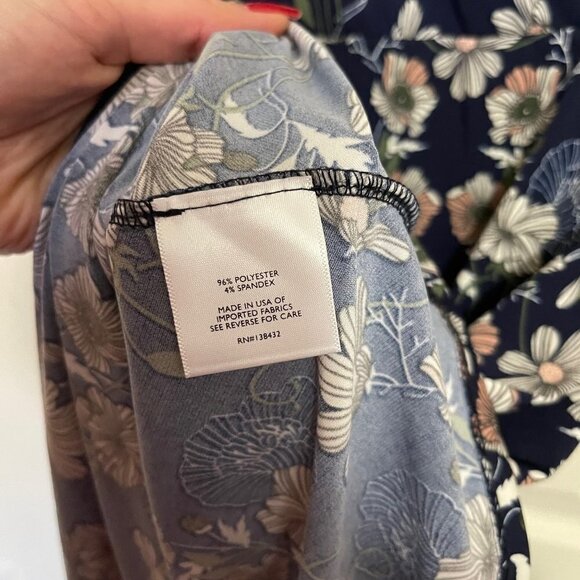 96% POLYESTER
4% SPANDEX
MADE IN USA OF
IMPORTED FABRICS
SEE REVERSE FOR CARE
RN#138432